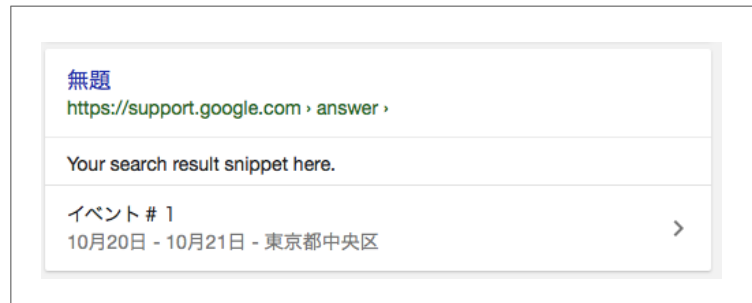 無題
https://support.google.com › answer ›
Your search result snippet here.
イベント # 1
10月20日 - 10月21日 - 東京都中央区